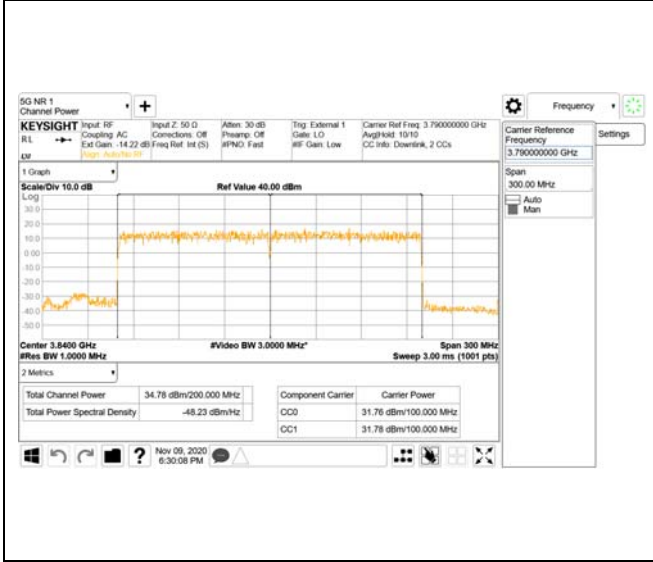 5G NR 1
Channel Power
Frequency
KEYSIGHT
RL
Input: RF
Coupling: AC
Ext Gain: -14.22 dB
Align: Auto/No RF
Input Z: 50 Ω
Corrections: Off
Freq Ref: Int (S)
Atten: 30 dB
Preamp: Off
#PNO: Fast
Trig: External 1
Gate: LO
#IF Gain: Low
Carrier Ref Freq: 3.790000000 GHz
Avg|Hold: 10/10
CC Info: Downlink, 2 CCs
Carrier Reference
Frequency
3.790000000 GHz
Settings
Span
300.00 MHz
Auto
Man
1 Graph
Scale/Div 10.0 dB
Ref Value 40.00 dBm
Log
30.0
20.0
10.0
0.00
-10.0
-20.0
-30.0
-40.0
-50.0
Center 3.8400 GHz
#Video BW 3.0000 MHz*
Span 300 MHz
#Res BW 1.0000 MHz
Sweep 3.00 ms (1001 pts)
2 Metrics
Total Channel Power 34.78 dBm/200.000 MHz
Total Power Spectral Density -48.23 dBm/Hz
Component Carrier Carrier Power
CC0 31.76 dBm/100.000 MHz
CC1 31.78 dBm/100.000 MHz
Nov 09, 2020
6:30:08 PM